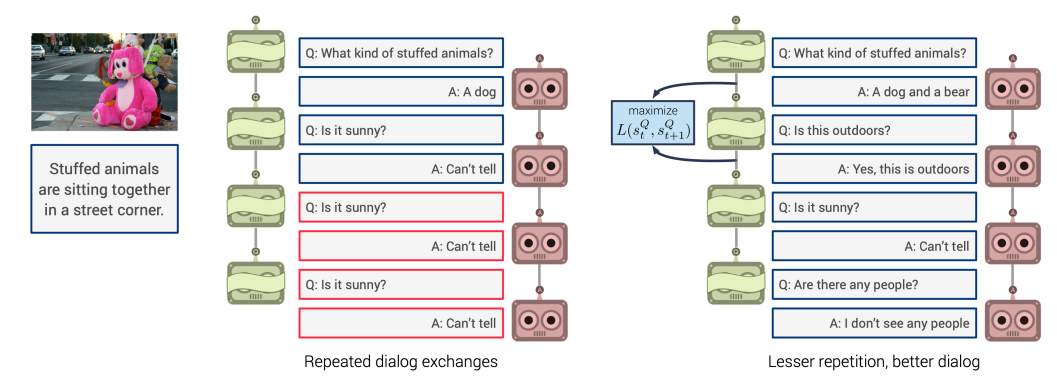 Stuffed animals
are sitting together
in a street corner.
Q: What kind of stuffed animals?
A: A dog
Q: Is it sunny?
A: Can't tell
Q: Is it sunny?
A: Can't tell
Q: Is it sunny?
A: Can't tell
Repeated dialog exchanges
maximize
L(s_t^Q, s_{t+1}^Q)
Q: What kind of stuffed animals?
A: A dog and a bear
Q: Is this outdoors?
A: Yes, this is outdoors
Q: Is it sunny?
A: Can't tell
Q: Are there any people?
A: I don't see any people
Lesser repetition, better dialog